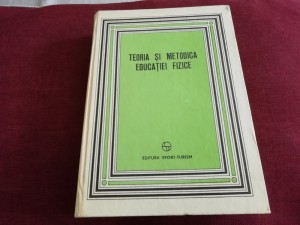 TEORIA ȘI METODICA
EDUCAȚIEI FIZICE
EDITURA SPORT-TURISM